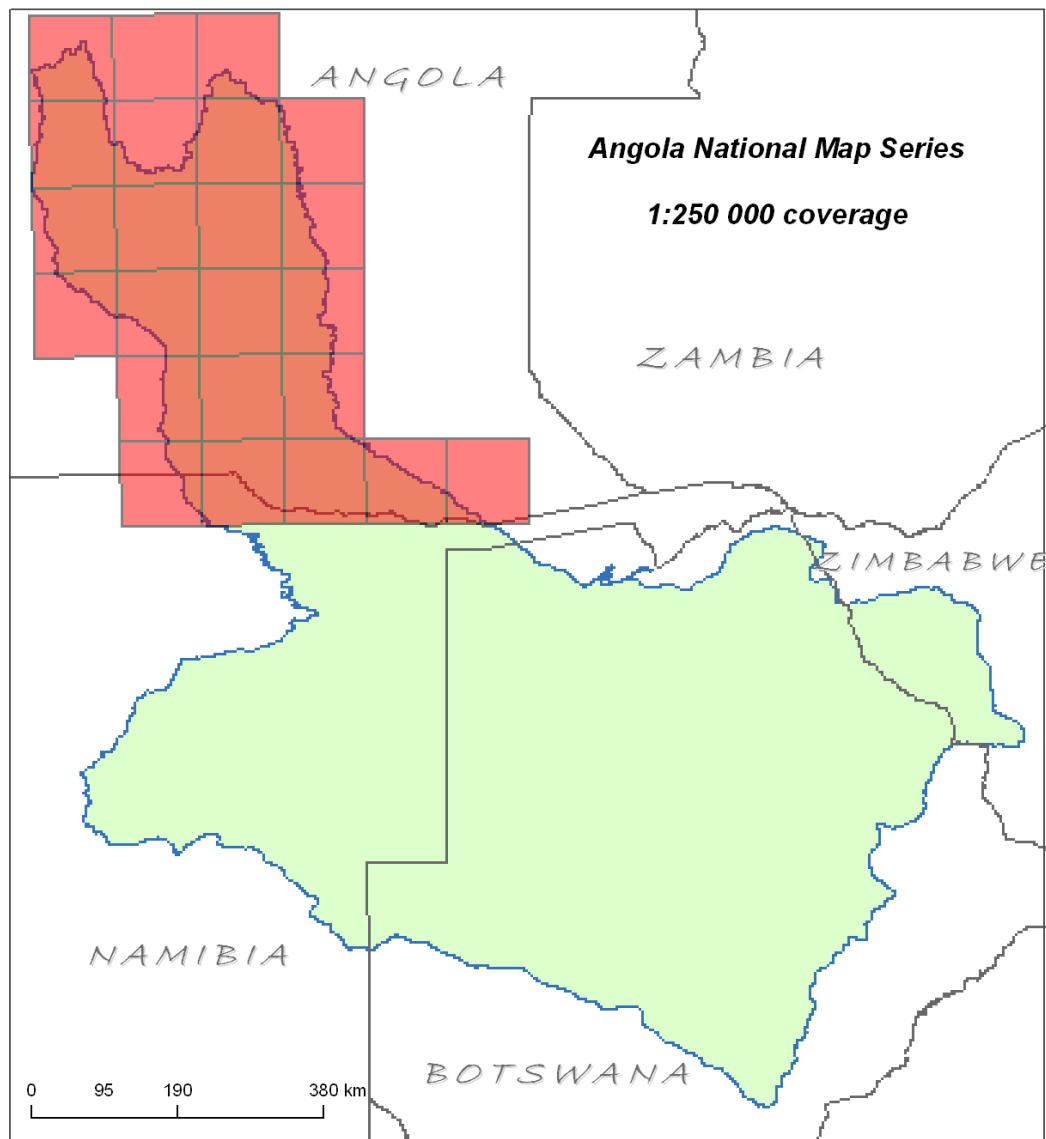 ANGOLA
Angola National Map Series
1:250 000 coverage
ZAMBIA
ZIMBABWE
NAMIBIA
BOTSWANA
0 95 190 380 km